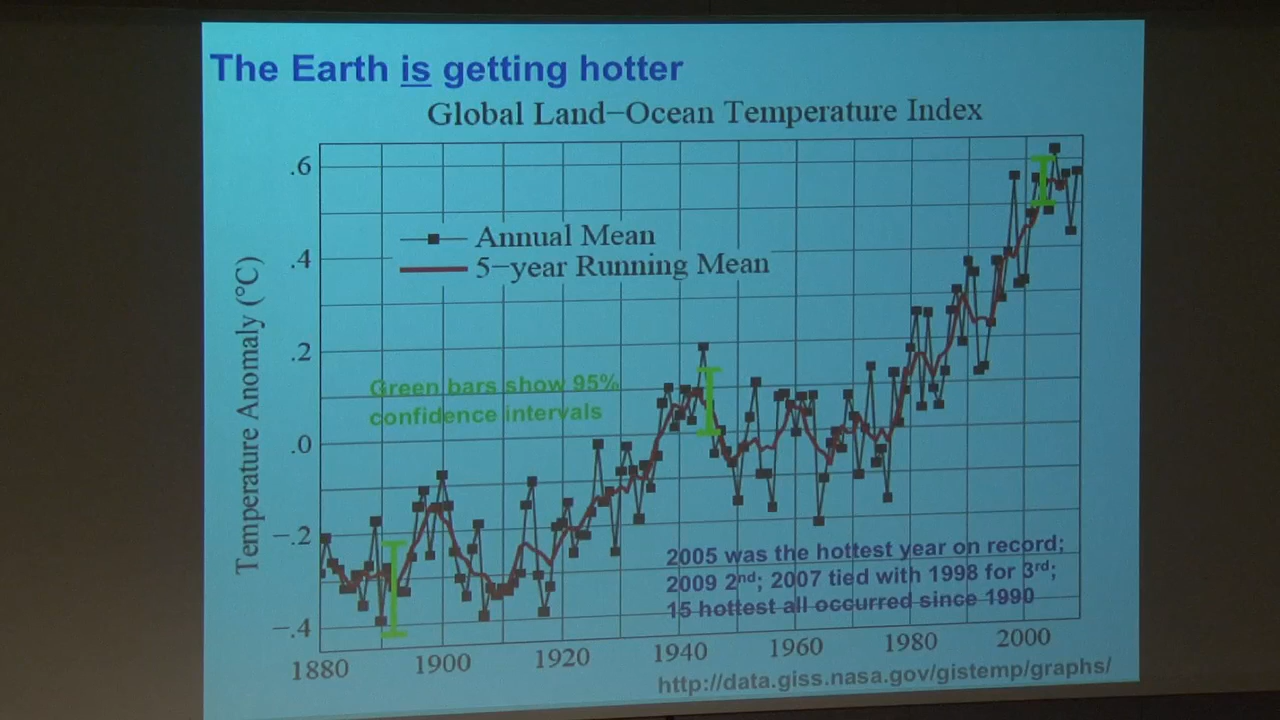 The Earth is getting hotter
Global Land−Ocean Temperature Index
.6
.4
.2
.0
−.2
−.4
Temperature Anomaly (°C)
Annual Mean
5−year Running Mean
Green bars show 95%
confidence intervals
2005 was the hottest year on record;
2009 2nd; 2007 tied with 1998 for 3rd;
15 hottest all occurred since 1990
1880 1900 1920 1940 1960 1980 2000
http://data.giss.nasa.gov/gistemp/graphs/